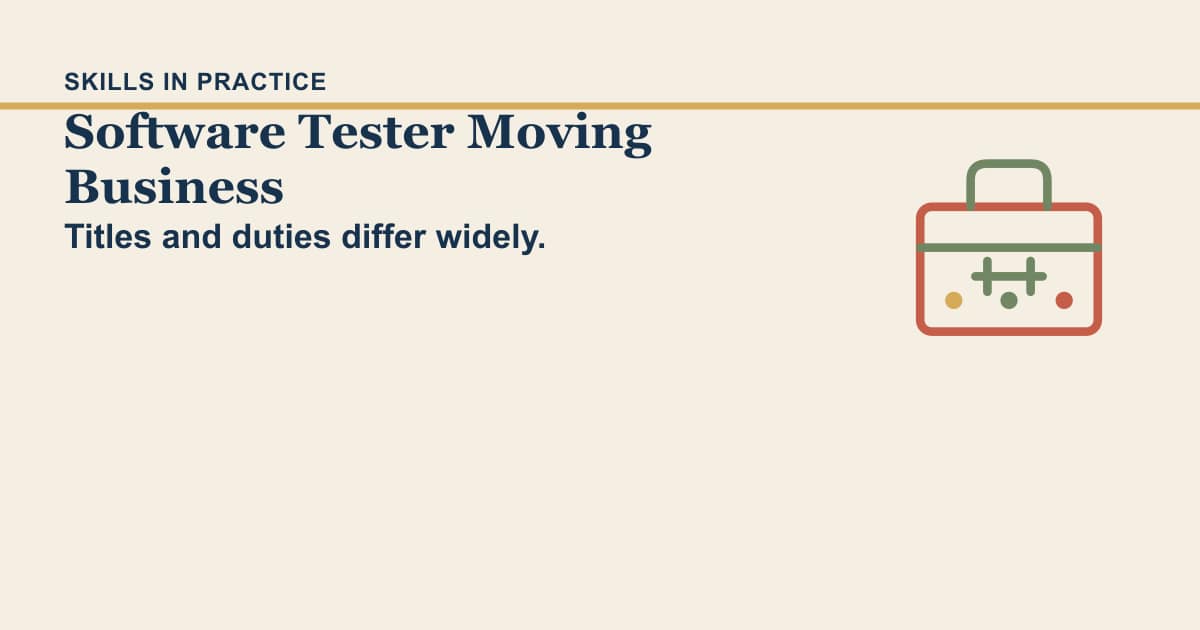 SKILLS IN PRACTICE
Software Tester Moving
Business
Titles and duties differ widely.